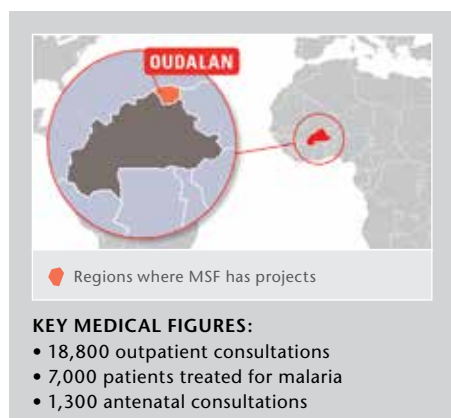 OUDALAN
Regions where MSF has projects
KEY MEDICAL FIGURES:
• 18,800 outpatient consultations
• 7,000 patients treated for malaria
• 1,300 antenatal consultations